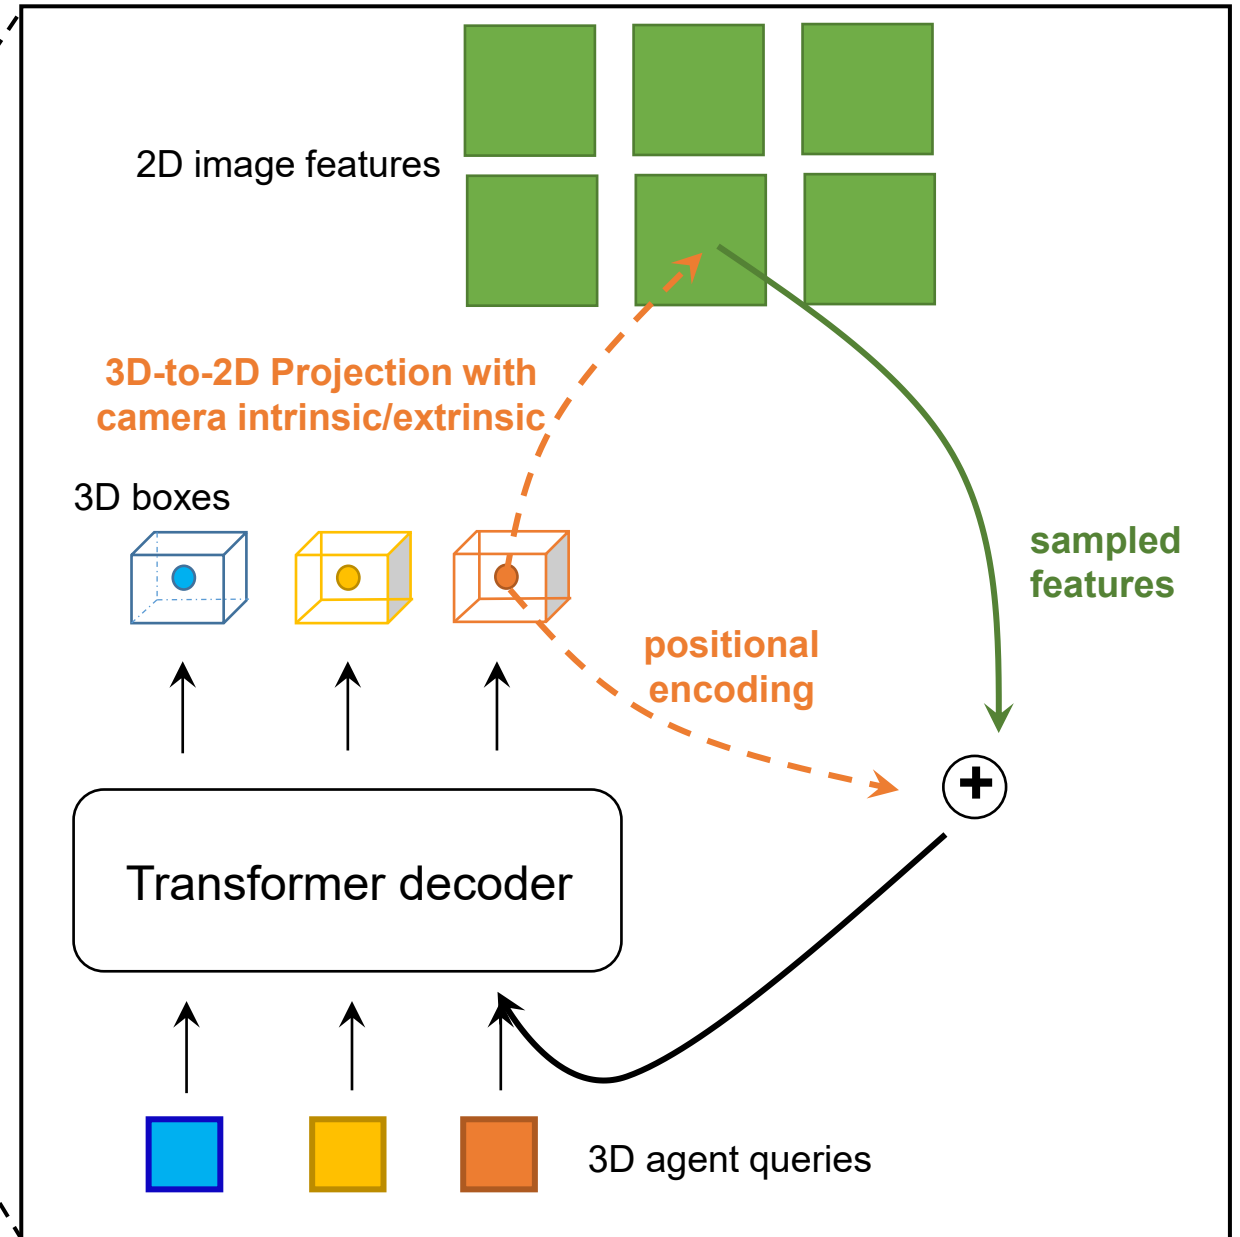 2D image features
3D-to-2D Projection with
camera intrinsic/extrinsic
3D boxes
sampled
features
positional
encoding
+
Transformer decoder
3D agent queries